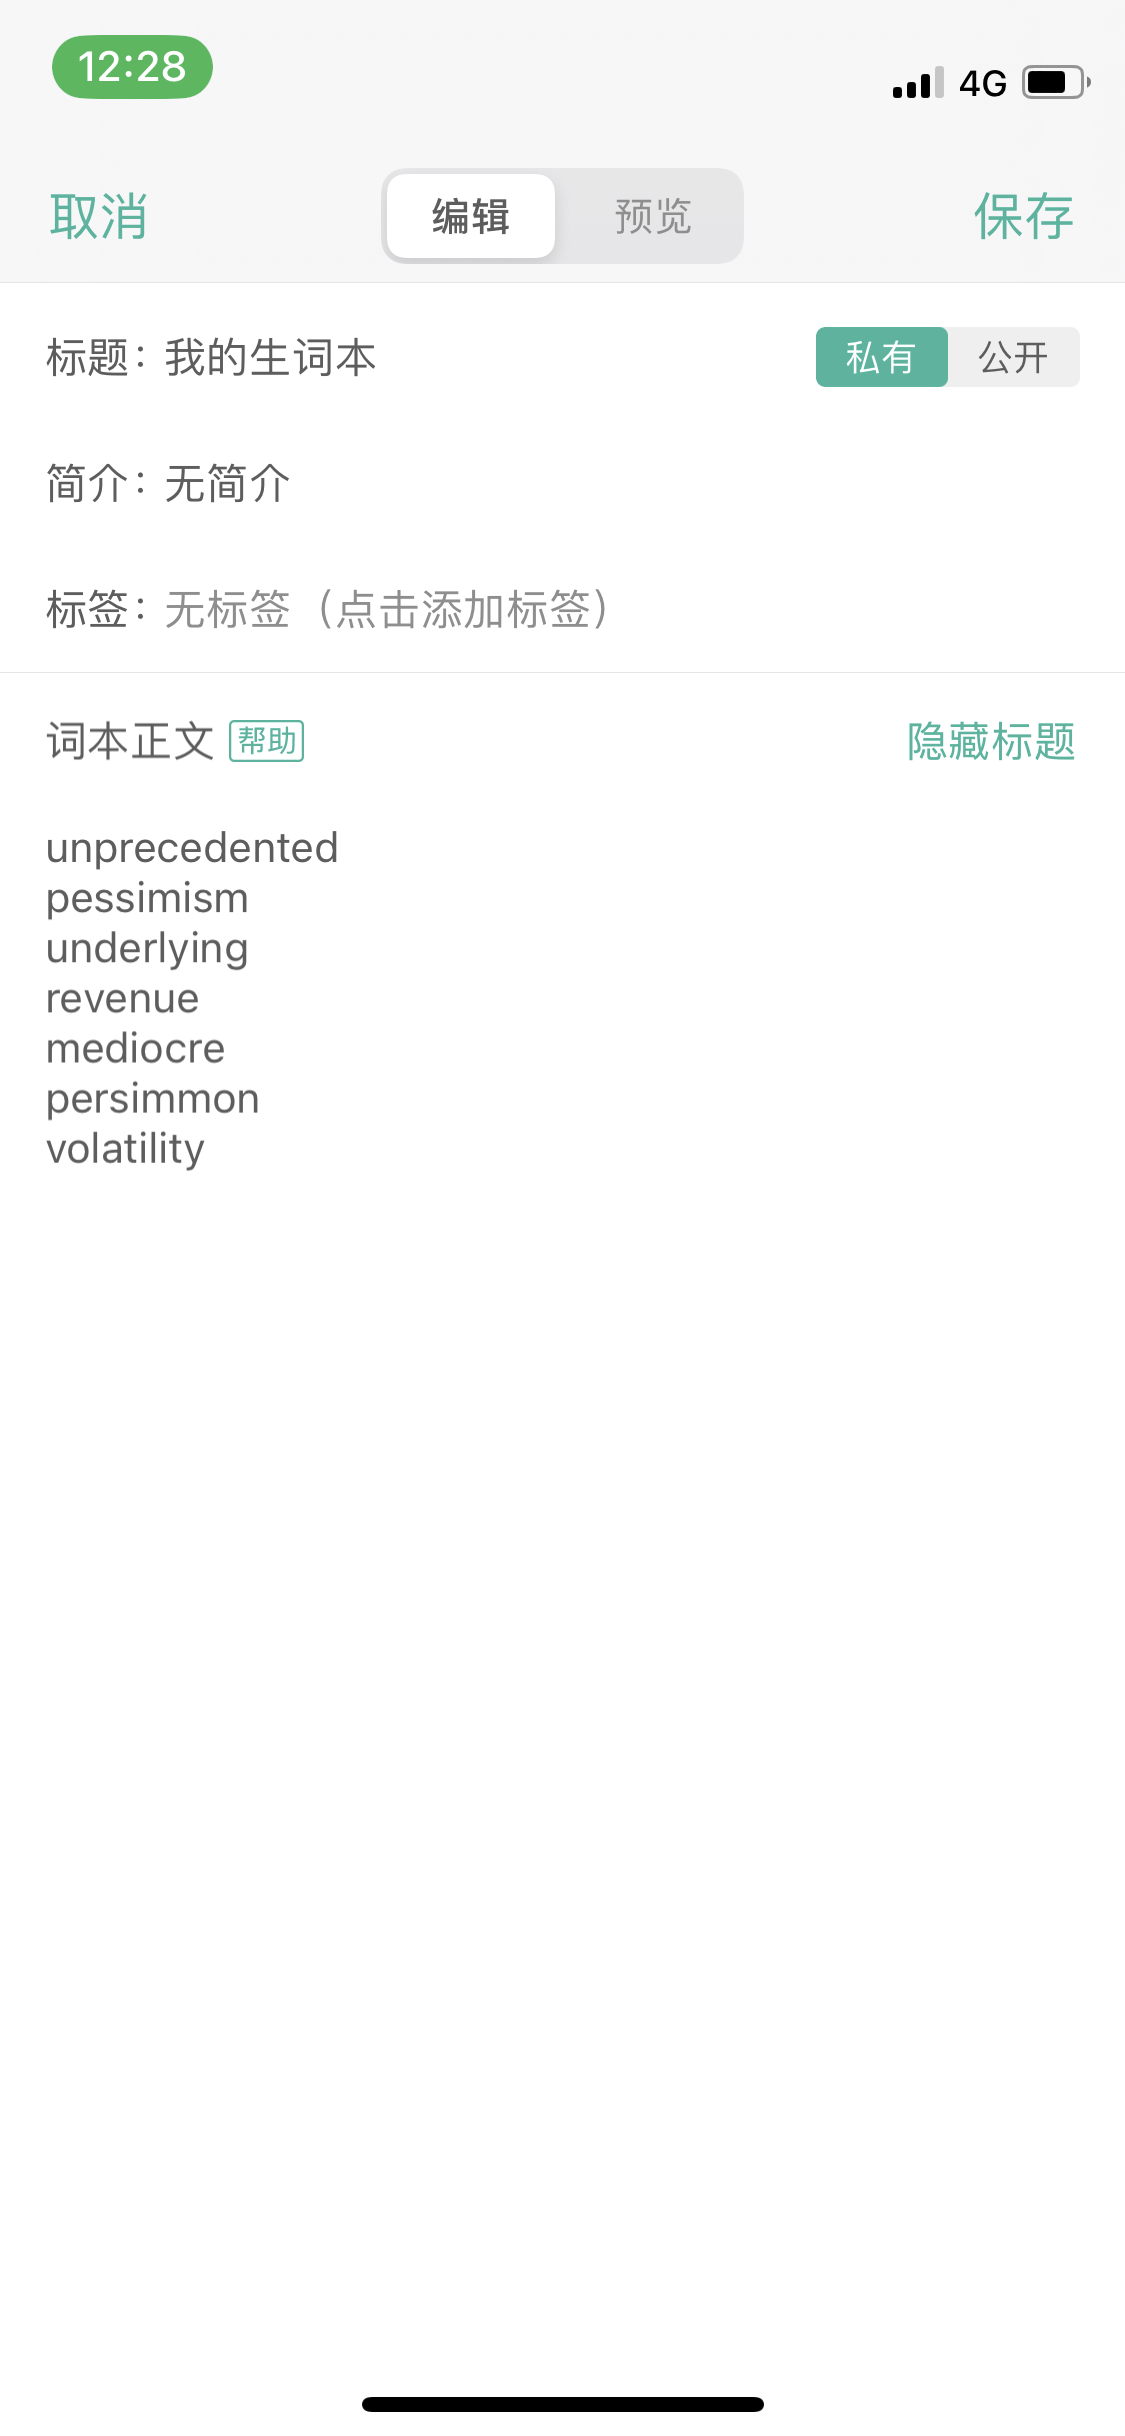 12:28 4G
取消 编辑 预览 保存
标题：我的生词本 私有 公开
简介：无简介
标签：无标签（点击添加标签）
词本正文 帮助 隐藏标题
unprecedented
pessimism
underlying
revenue
mediocre
persimmon
volatility